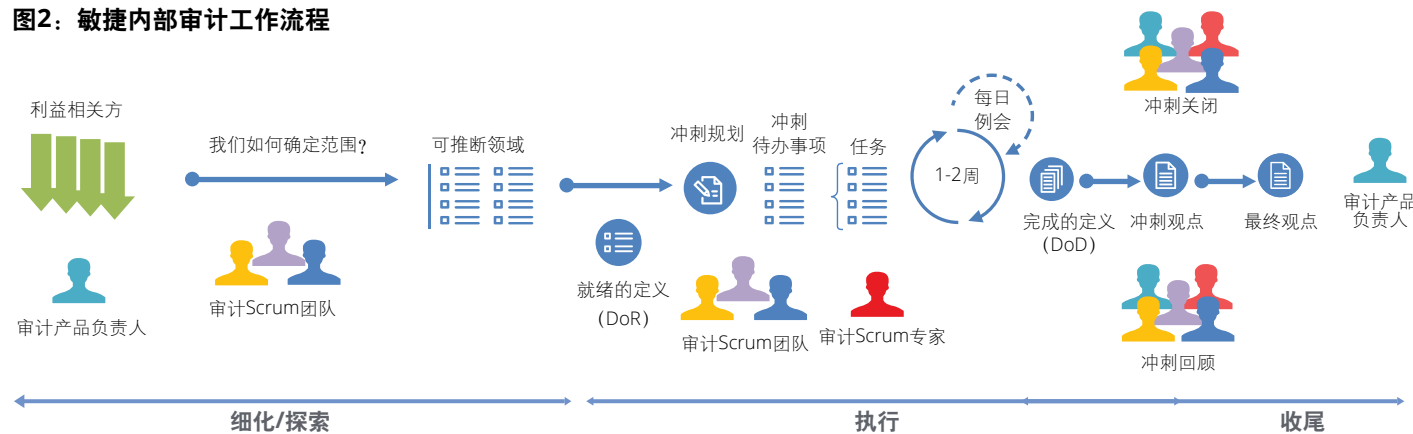 图2：敏捷内部审计工作流程
利益相关方
审计产品负责人
我们如何确定范围？
审计Scrum团队
可推断领域
就绪的定义
（DoR）
冲刺规划
冲刺
待办事项
任务
审计Scrum团队
审计Scrum专家
每日
例会
1-2周
完成的定义
（DoD）
冲刺关闭
冲刺观点
冲刺回顾
最终观点
审计产品
负责人
细化/探索
执行
收尾